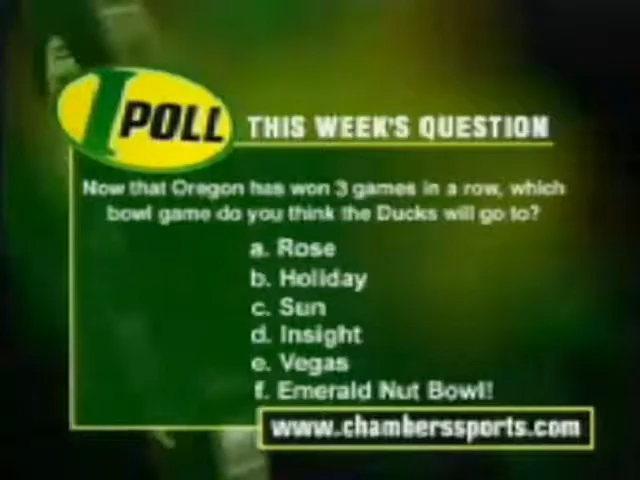 I POLL
THIS WEEK'S QUESTION
Now that Oregon has won 3 games in a row, which
bowl game do you think the Ducks will go to?
a. Rose
b. Holiday
c. Sun
d. Insight
e. Vegas
f. Emerald Nut Bowl!
www.chamberssports.com